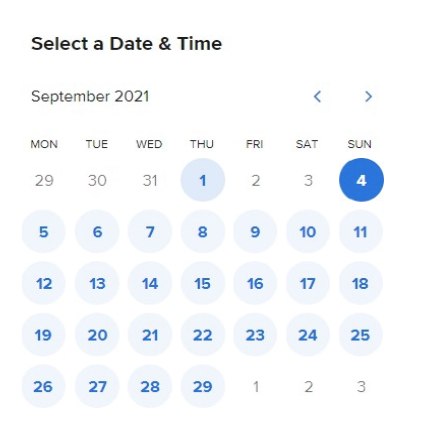 Select a Date & Time
September 2021
MON TUE WED THU FRI SAT SUN
29 30 31 1 2 3 4
5 6 7 8 9 10 11
12 13 14 15 16 17 18
19 20 21 22 23 24 25
26 27 28 29 1 2 3